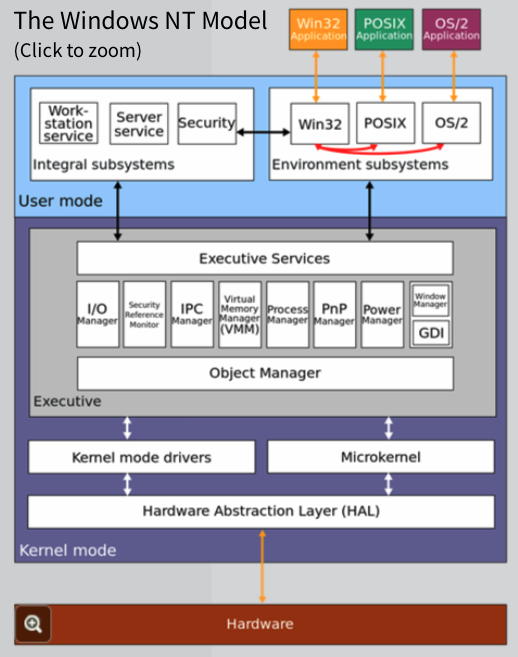 The Windows NT Model
(Click to zoom)
Win32
Application
POSIX
Application
OS/2
Application
Work-
station
service
Server
service
Security
Integral subsystems
Win32
POSIX
OS/2
Environment subsystems
User mode
Executive Services
I/O
Manager
Security
Reference
Monitor
IPC
Manager
Virtual
Memory
Manager
(VMM)
Process
Manager
PnP
Manager
Power
Manager
Window
Manager
GDI
Object Manager
Executive
Kernel mode drivers
Microkernel
Hardware Abstraction Layer (HAL)
Kernel mode
Hardware